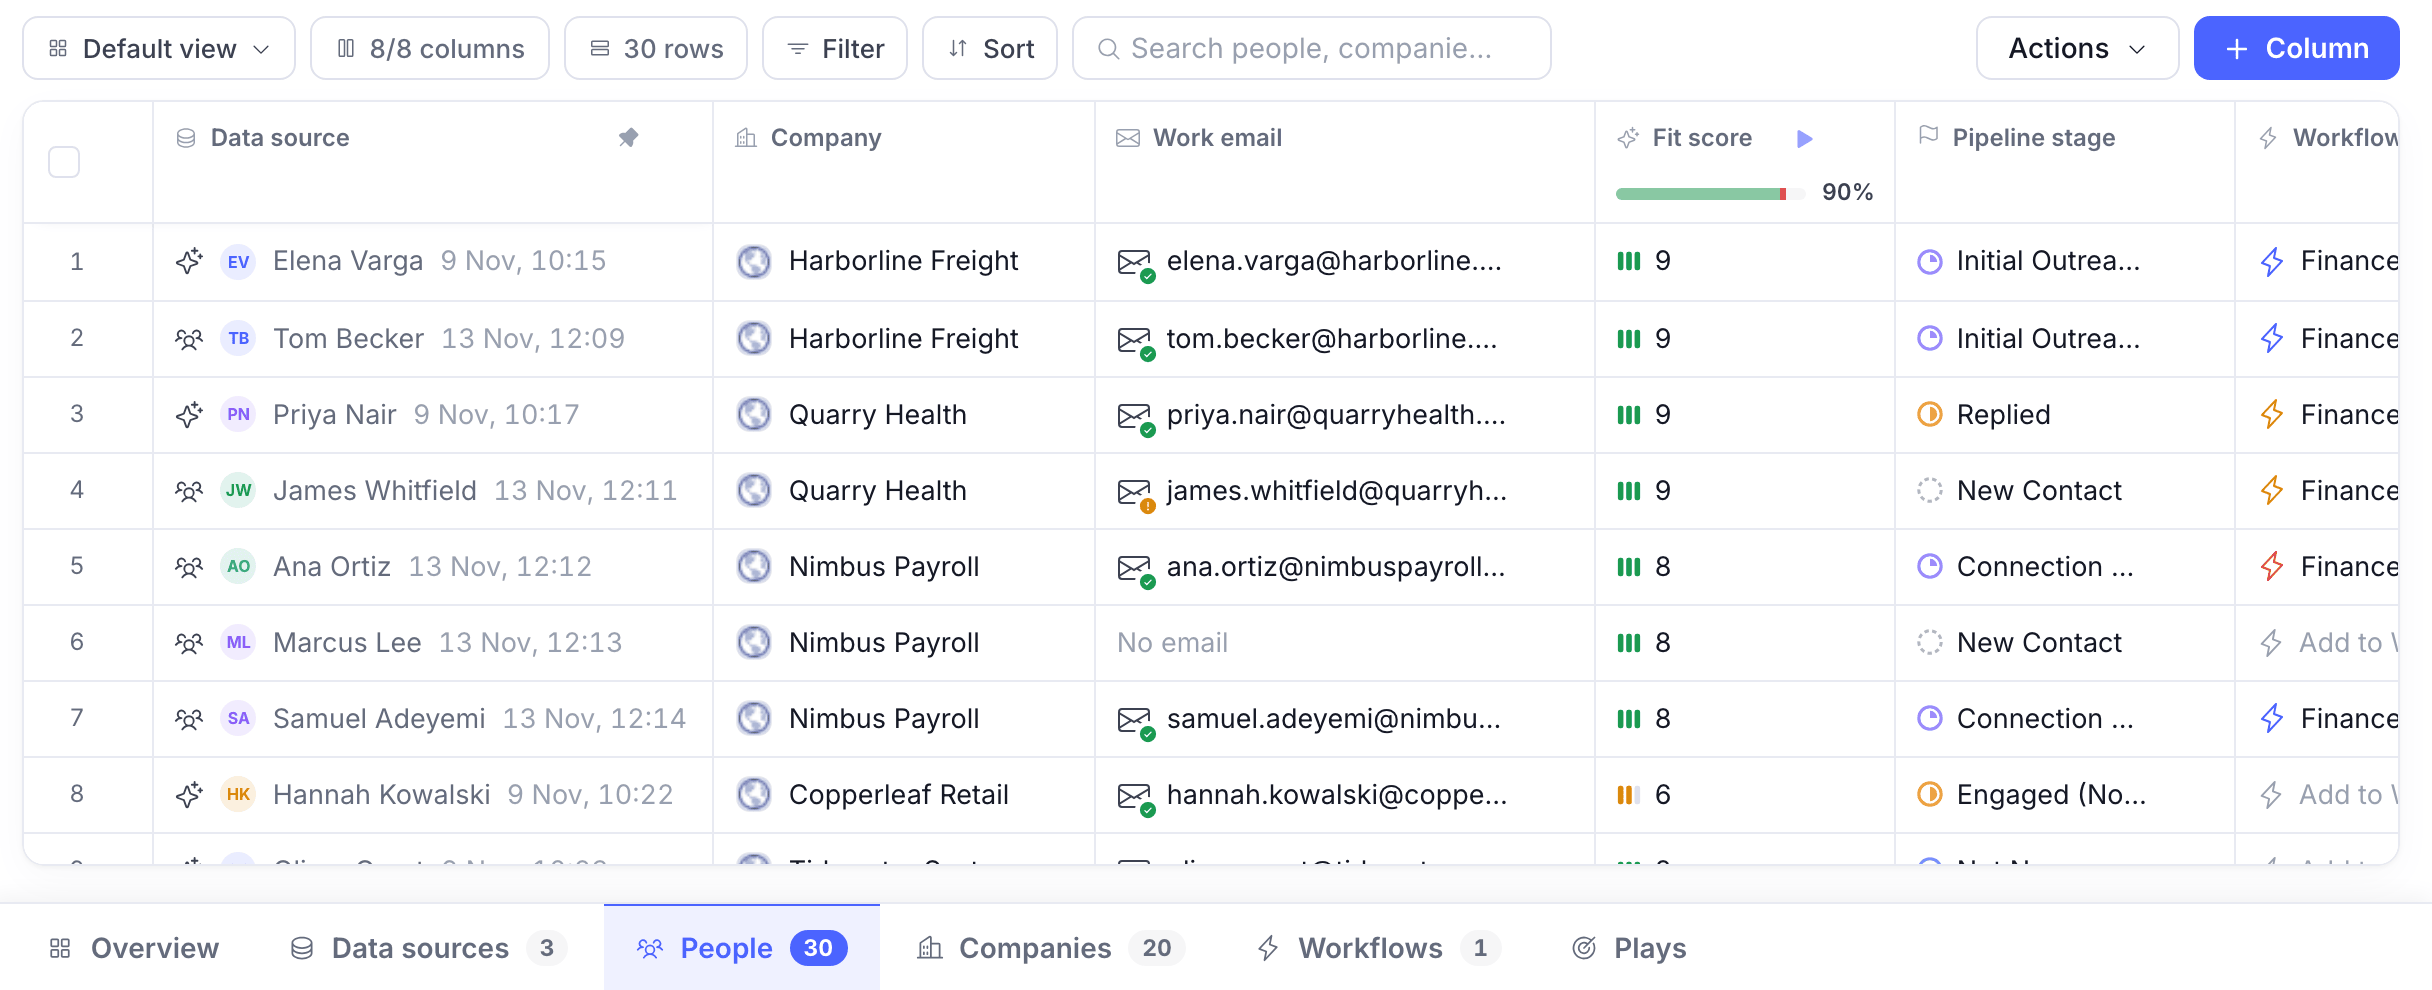 Default view 8/8 columns 30 rows Filter Sort Search people, companie... Actions + Column
Data source Company Work email Fit score Pipeline stage Workflow
90%
1 EV Elena Varga 9 Nov, 10:15 Harborline Freight elena.varga@harborline.... 9 Initial Outrea... Finance
2 TB Tom Becker 13 Nov, 12:09 Harborline Freight tom.becker@harborline.... 9 Initial Outrea... Finance
3 PN Priya Nair 9 Nov, 10:17 Quarry Health priya.nair@quarryhealth.... 9 Replied Finance
4 JW James Whitfield 13 Nov, 12:11 Quarry Health james.whitfield@quarryh... 9 New Contact Finance
5 AO Ana Ortiz 13 Nov, 12:12 Nimbus Payroll ana.ortiz@nimbuspayroll... 8 Connection ... Finance
6 ML Marcus Lee 13 Nov, 12:13 Nimbus Payroll No email 8 New Contact Add to
7 SA Samuel Adeyemi 13 Nov, 12:14 Nimbus Payroll samuel.adeyemi@nimbu... 8 Connection ... Finance
8 HK Hannah Kowalski 9 Nov, 10:22 Copperleaf Retail hannah.kowalski@coppe... 6 Engaged (No... Add to
Overview Data sources 3 People 30 Companies 20 Workflows 1 Plays